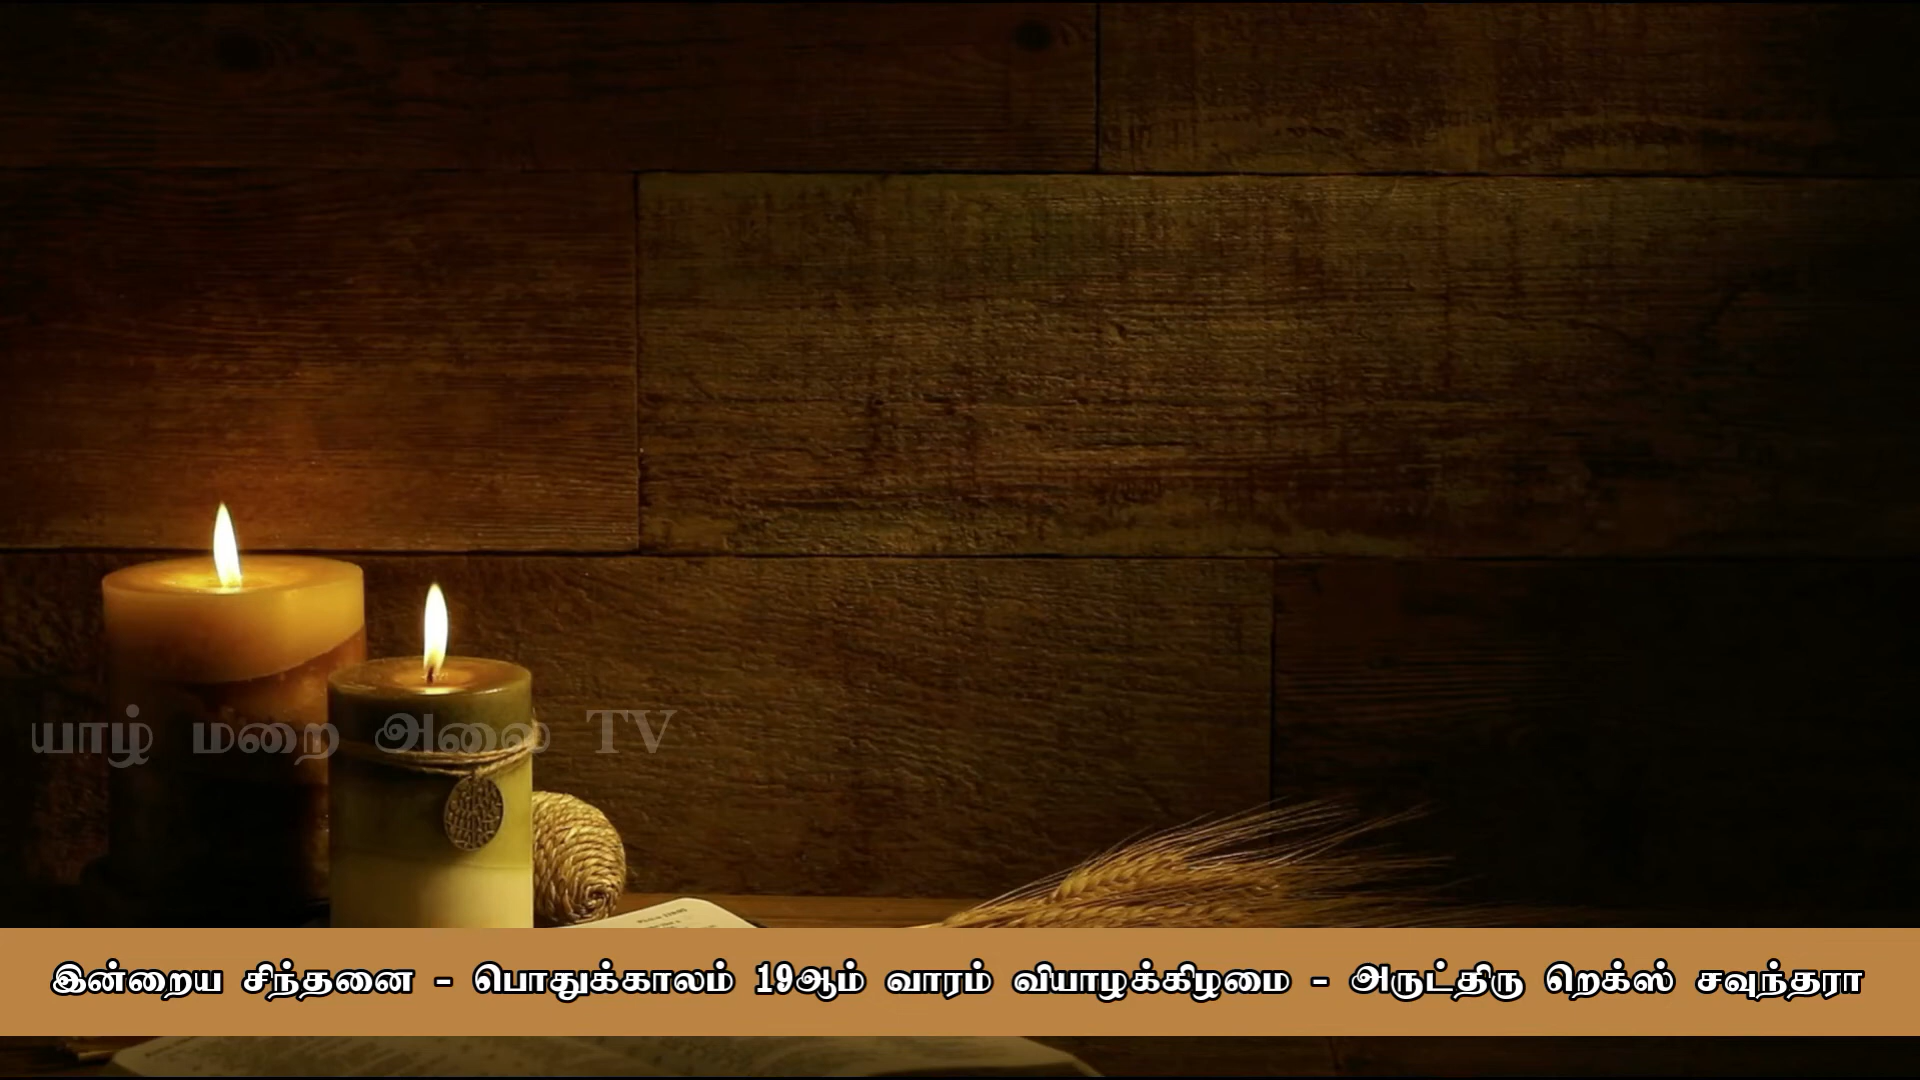 யாழ் மறை அலை TV
இன்றைய சிந்தனை - பொதுக்காலம் 19ஆம் வாரம் வியாழக்கிழமை - அருட்திரு றெக்ஸ் சவுந்தரா